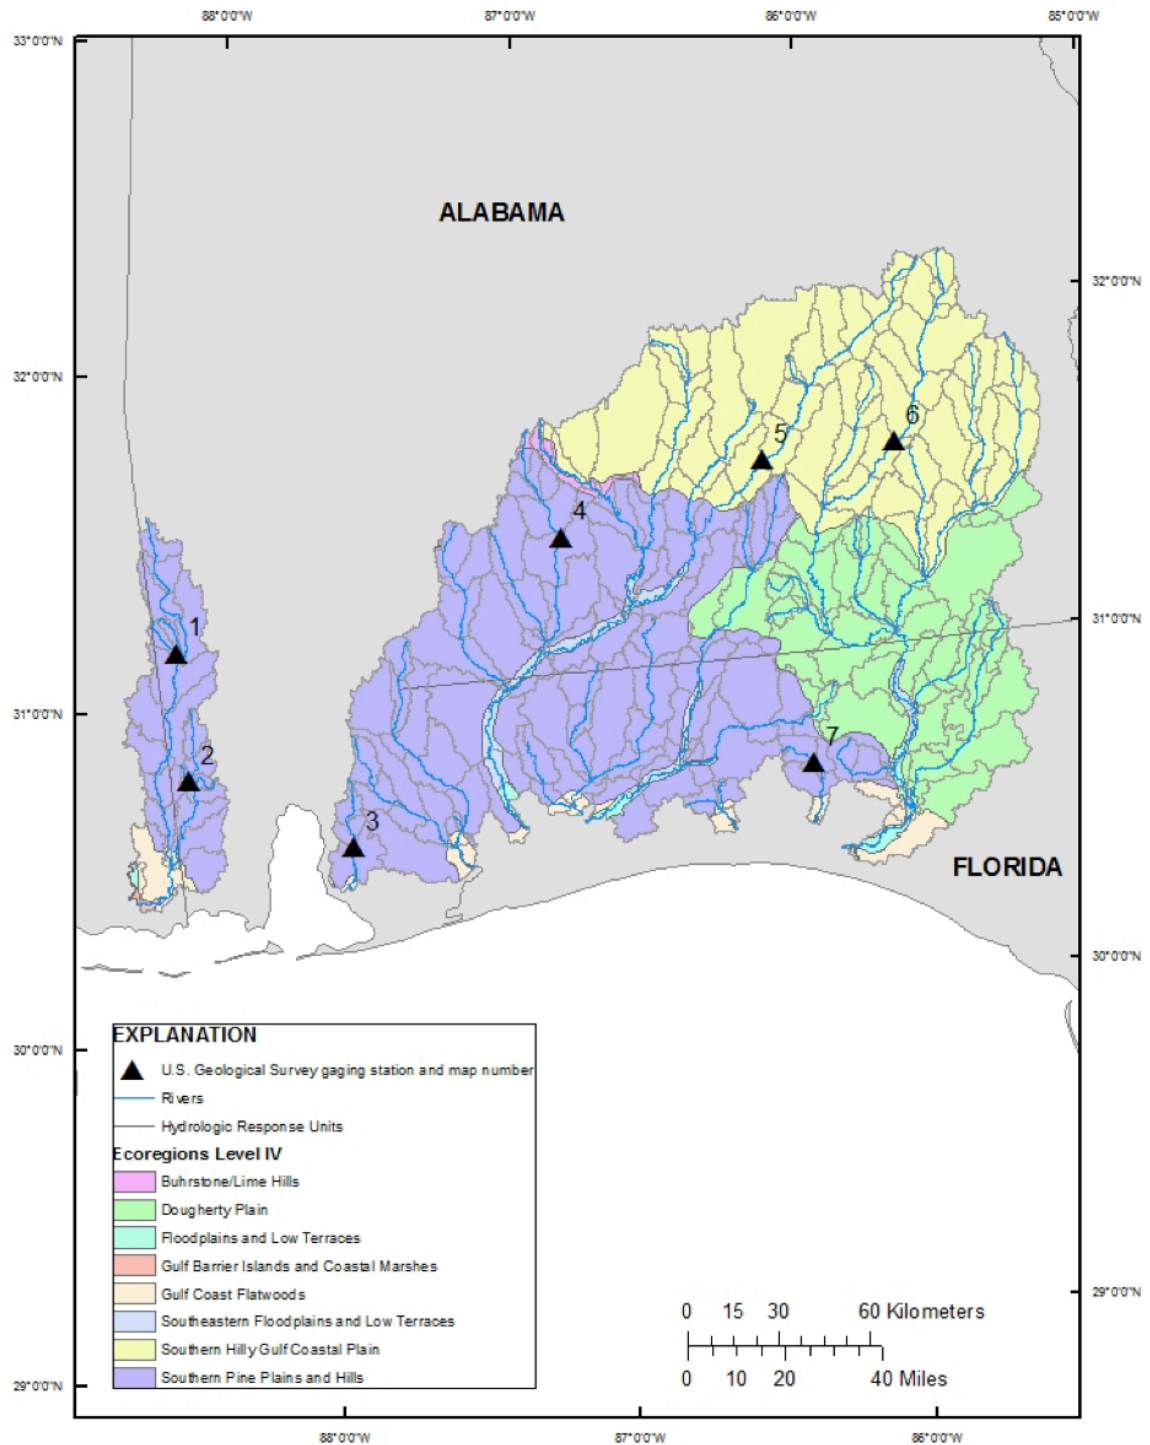 88°0'0"W 87°0'0"W 86°0'0"W 85°0'0"W
33°0'0"N
ALABAMA
32°0'0"N
32°0'0"N
6
5
4
31°0'0"N
1
31°0'0"N
7
2
3
FLORIDA
30°0'0"N
EXPLANATION
30°0'0"N
U.S. Geological Survey gaging station and map number
Rivers
Hydrologic Response Units
Ecoregions Level IV
Buhrstone/Lime Hills
Dougherty Plain
Floodplains and Low Terraces
Gulf Barrier Islands and Coastal Marshes
29°0'0"N
Gulf Coast Flatwoods
Southeastern Floodplains and Low Terraces
Southern Hilly Gulf Coastal Plain
Southern Pine Plains and Hills
0 15 30 60 Kilometers
0 10 20 40 Miles
29°0'0"N
88°0'0"W 87°0'0"W 86°0'0"W